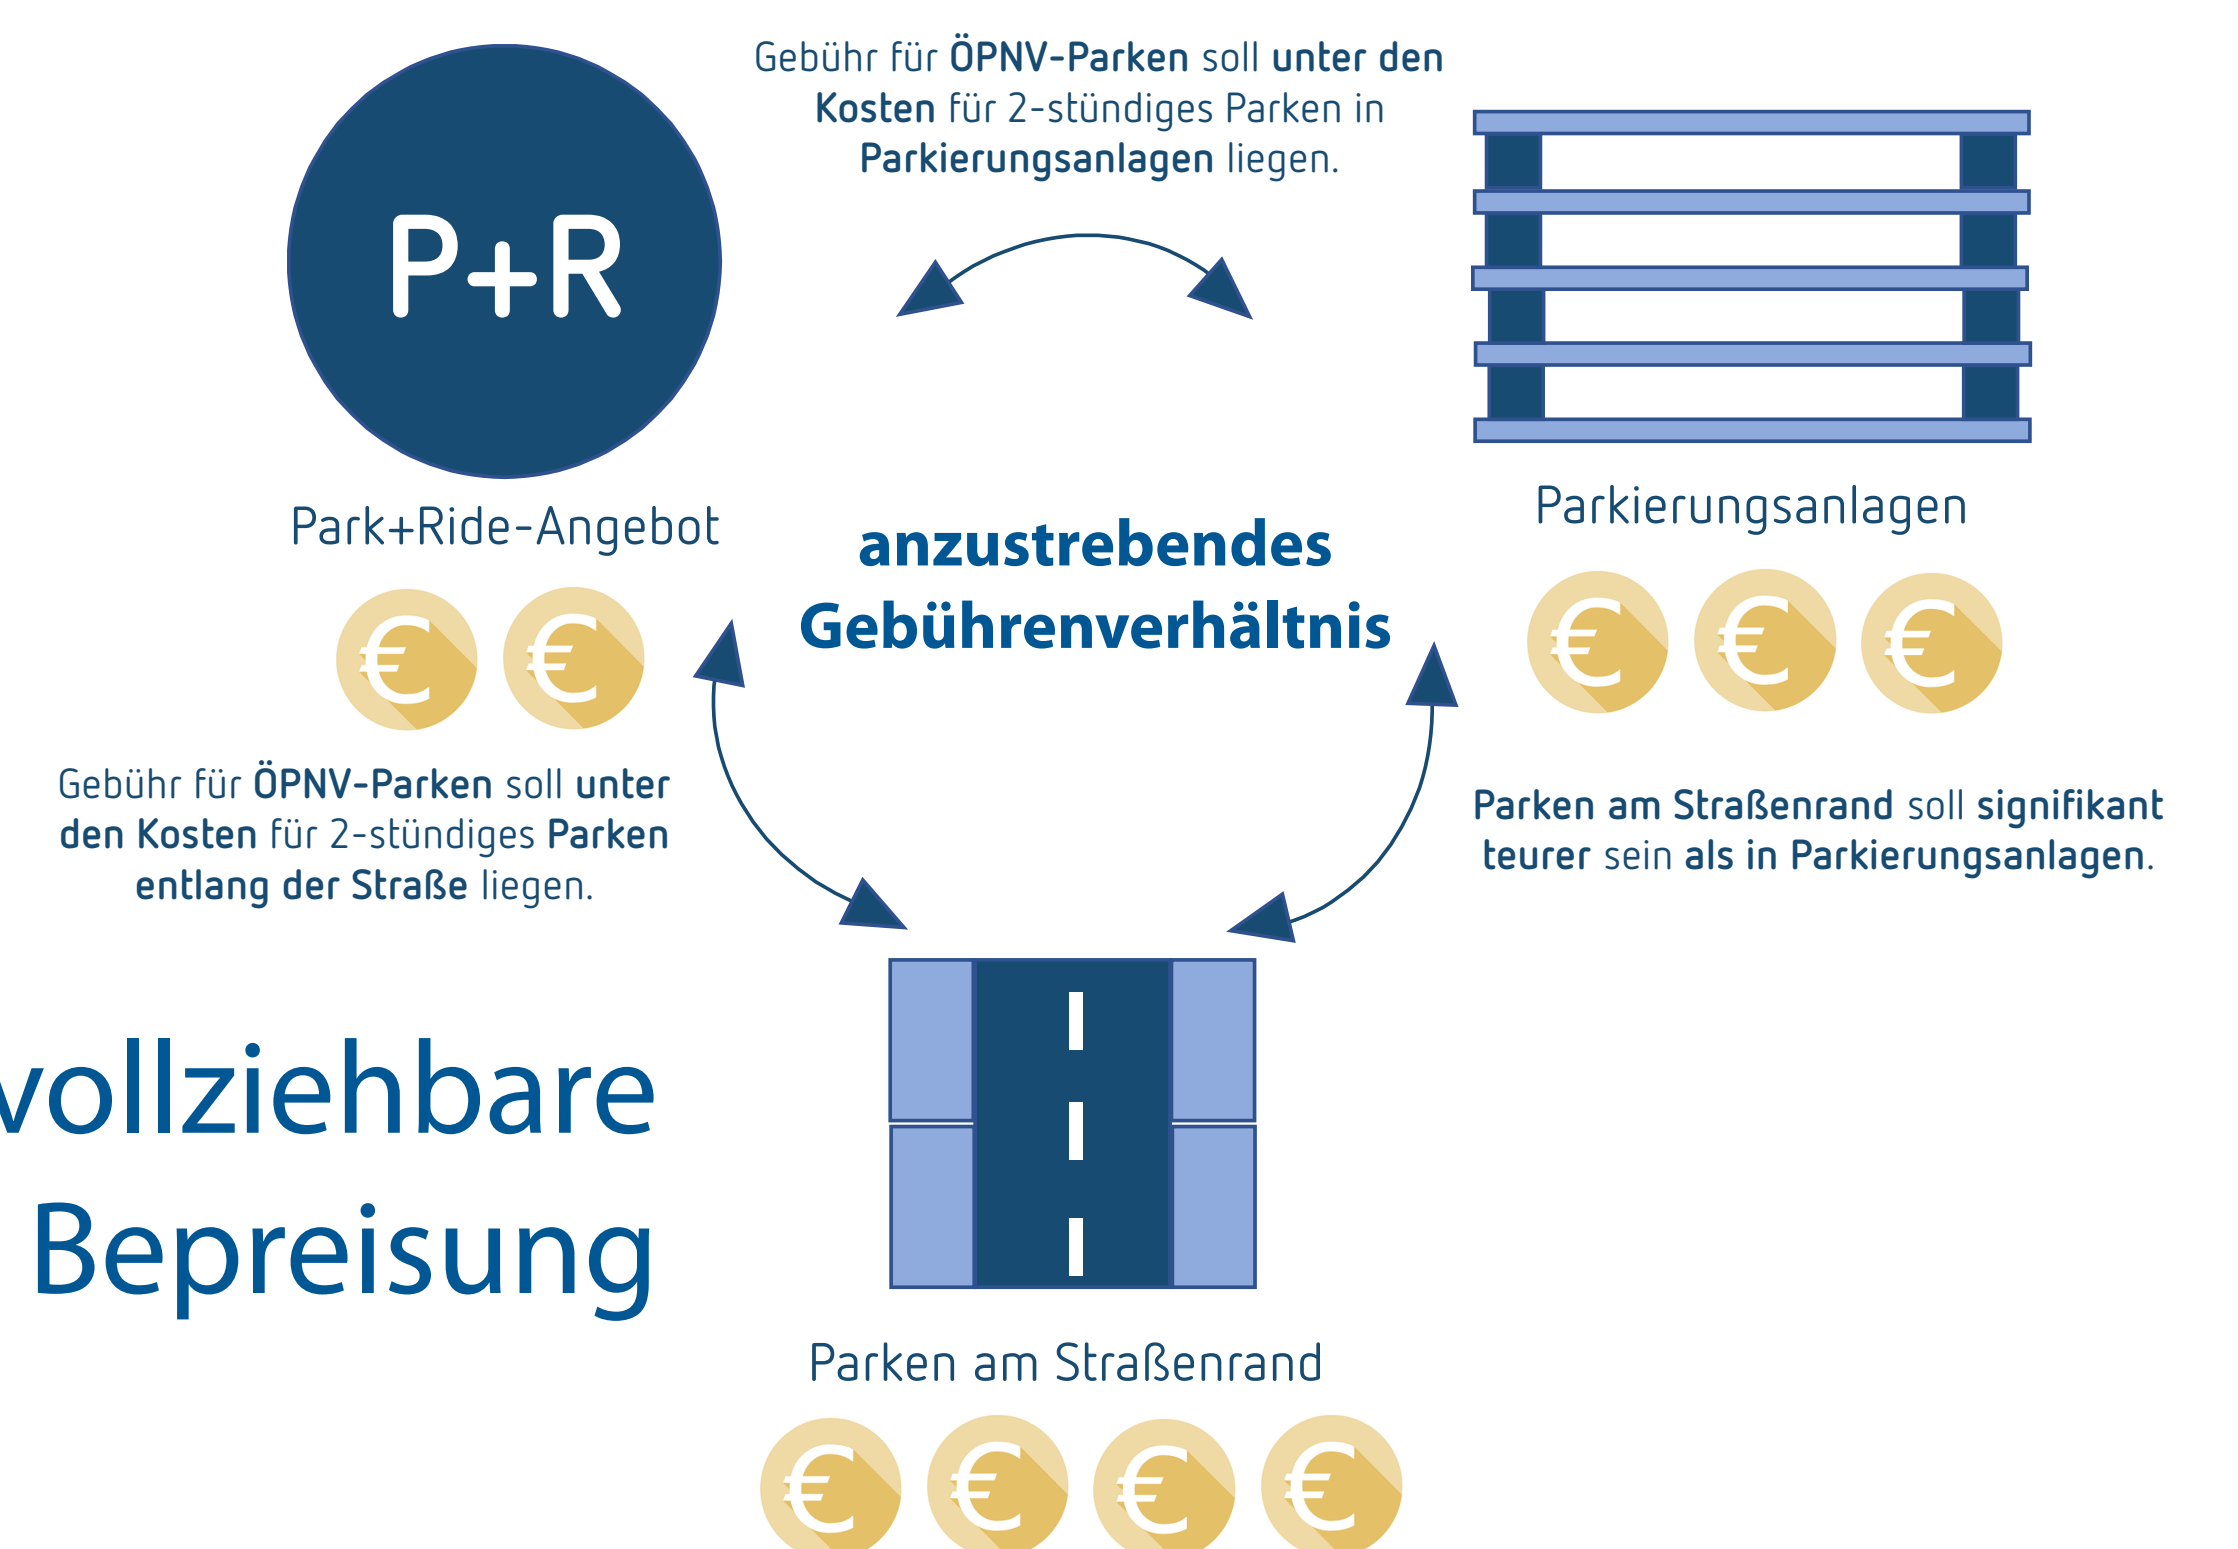 Gebühr für ÖPNV-Parken soll unter den
Kosten für 2-stündiges Parken in
Parkierungsanlagen liegen.
P+R
Park+Ride-Angebot
Parkierungsanlagen
anzustrebendes
Gebührenverhältnis
€ €
€ € €
Gebühr für ÖPNV-Parken soll unter
den Kosten für 2-stündiges Parken
entlang der Straße liegen.
Parken am Straßenrand soll signifikant
teurer sein als in Parkierungsanlagen.
vollziehbare
Bepreisung
Parken am Straßenrand
€ € € €